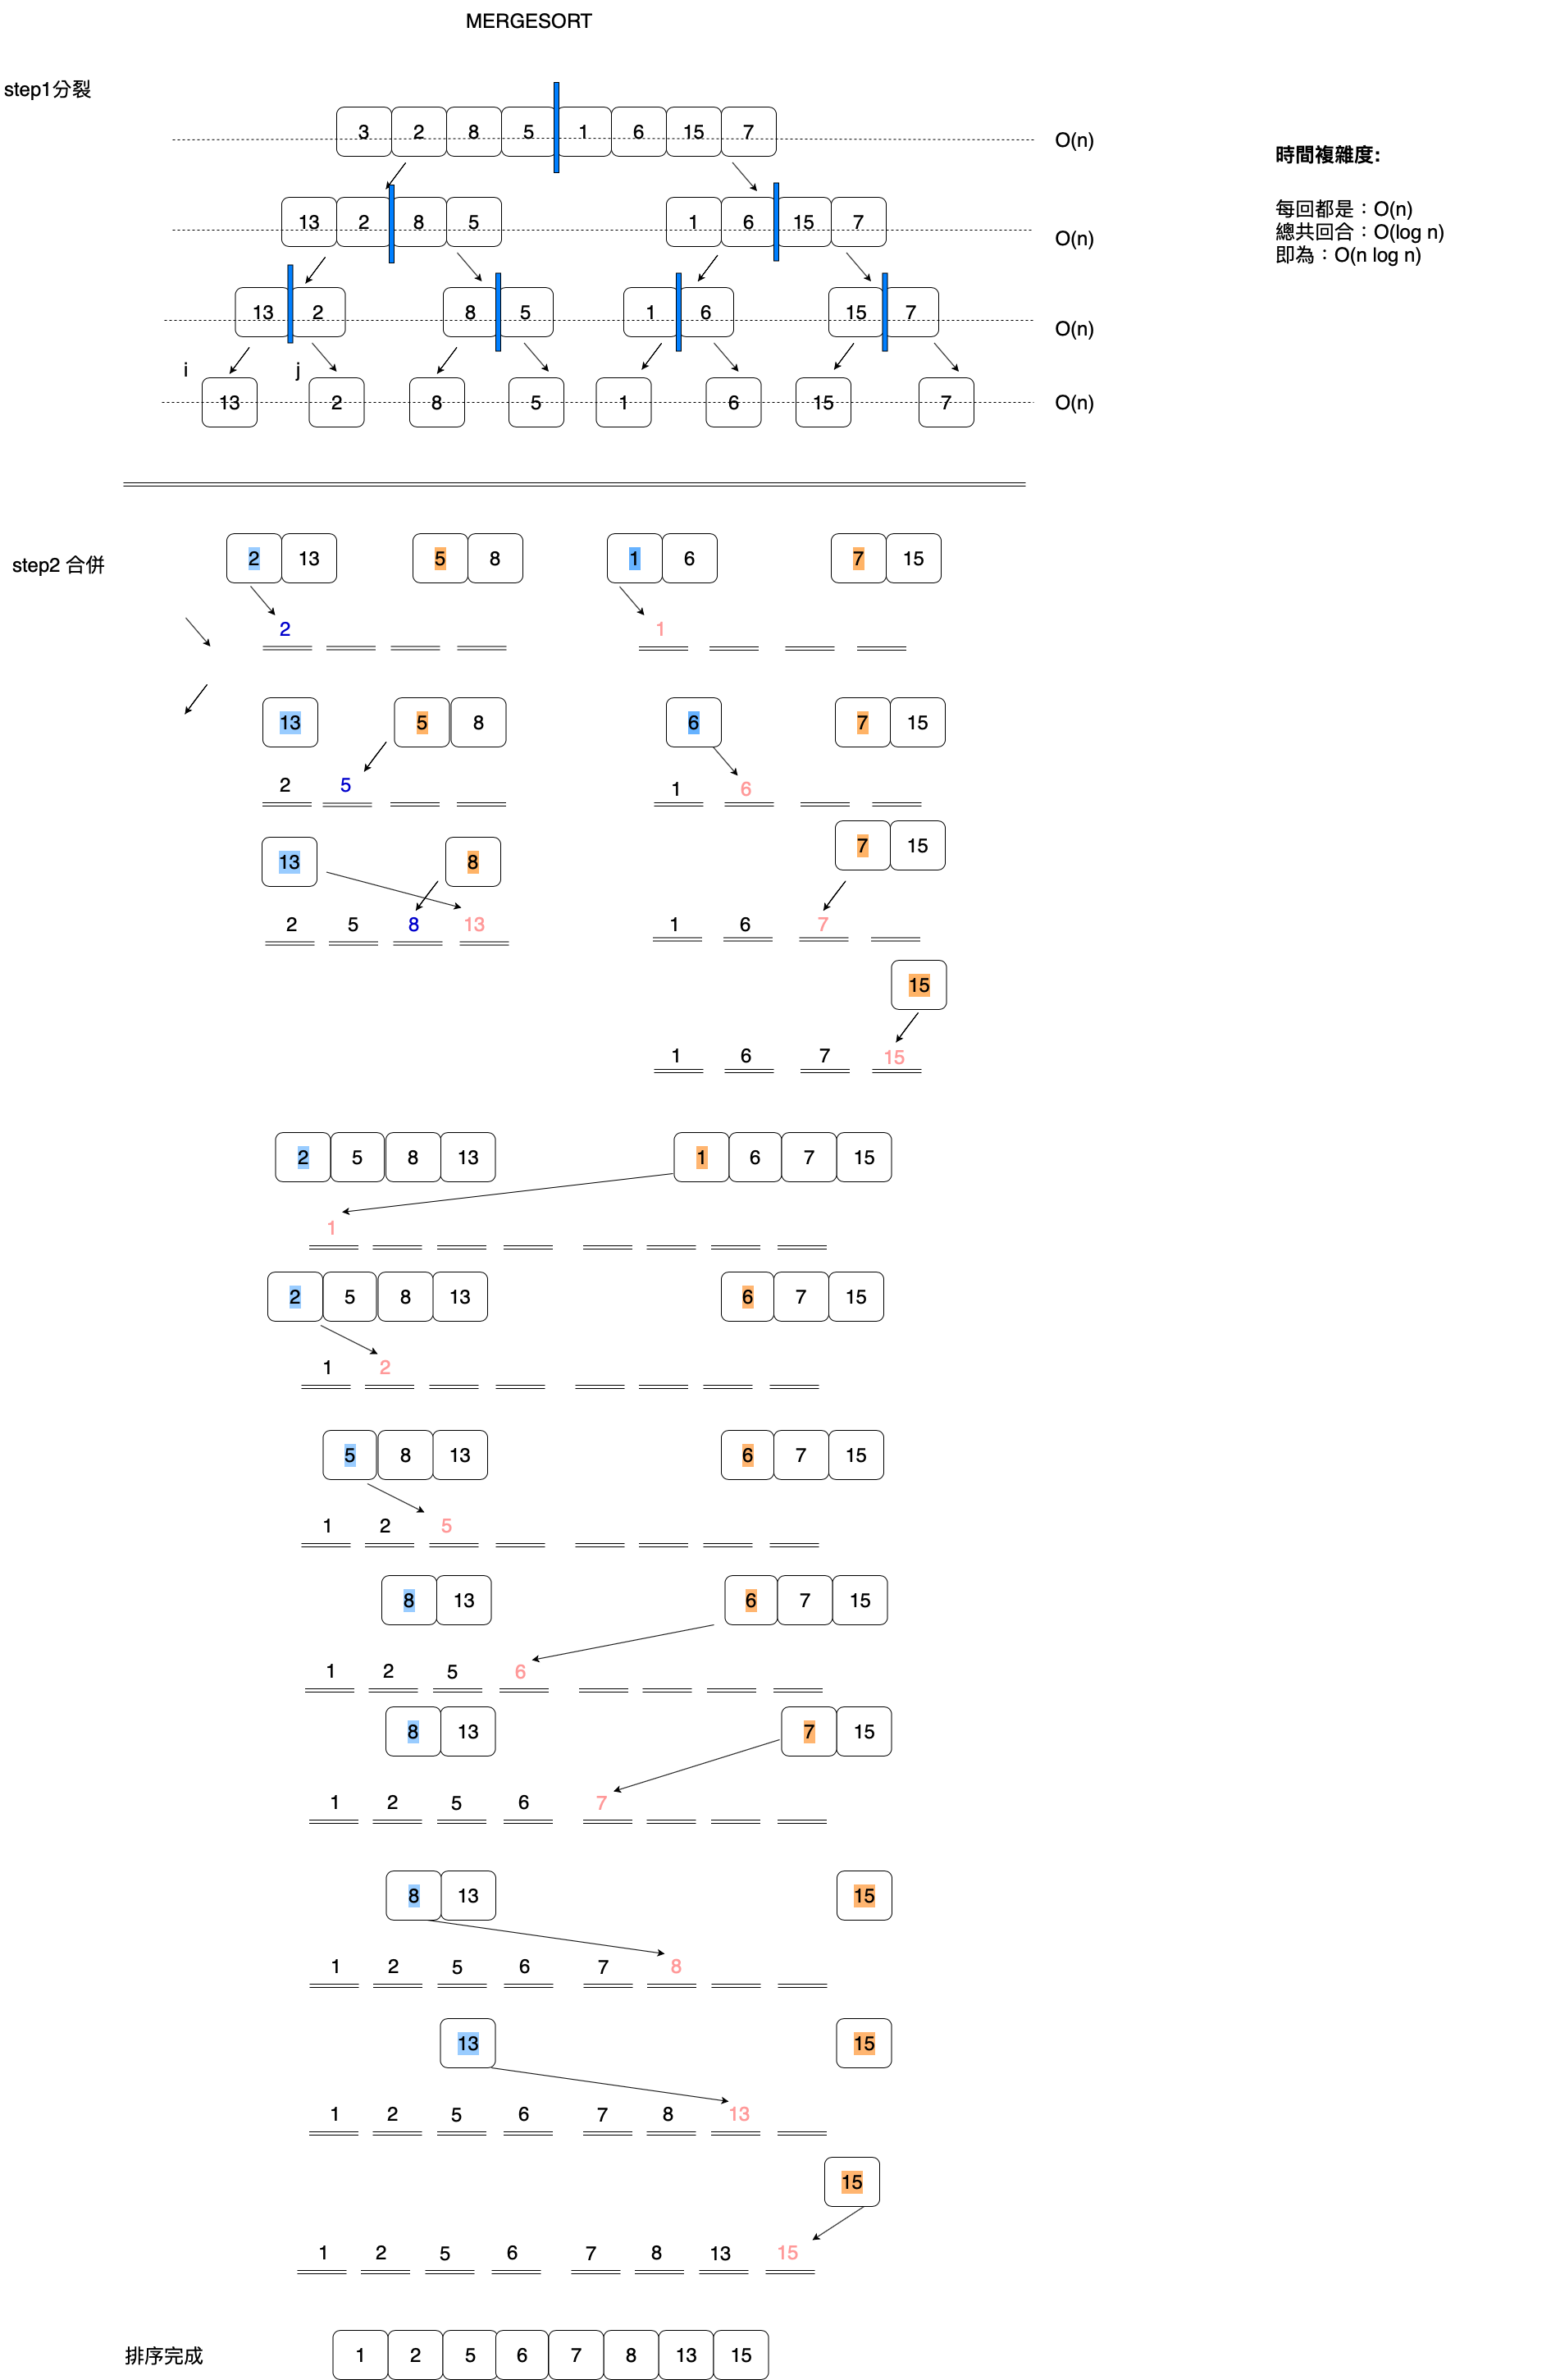 MERGESORT
step1分裂
3 2 8 5 1 6 15 7
O(n)
時間複雜度:
每回都是：O(n)
總共回合：O(log n)
即為：O(n log n)
13 2 8 5 1 6 15 7
O(n)
13 2 8 5 1 6 15 7
O(n)
i j
13 2 8 5 1 6 15 7
O(n)
step2 合併
2 13 5 8 1 6 7 15
2 1
13 5 8 6 7 15
2 5 1 6
13 8 7 15
2 5 8 13 1 6 7
15
1 6 7 15
2 5 8 13 1 6 7 15
1
2 5 8 13 6 7 15
1 2
5 8 13 6 7 15
1 2 5
8 13 6 7 15
1 2 5 6
8 13 7 15
1 2 5 6 7
8 13 15
1 2 5 6 7 8
13 15
1 2 5 6 7 8 13
15
1 2 5 6 7 8 13 15
排序完成 1 2 5 6 7 8 13 15